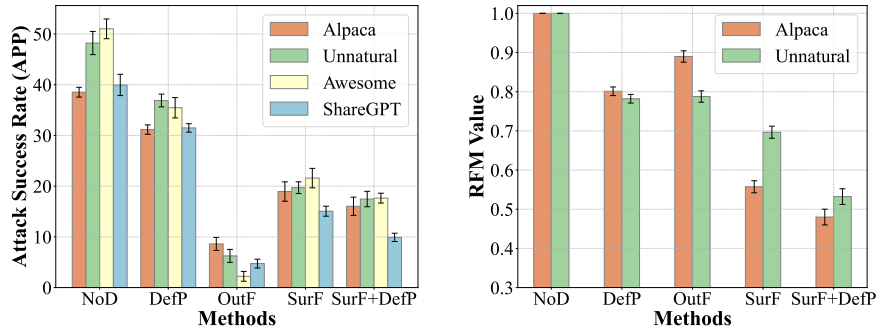 Attack Success Rate (APP)
50
40
30
20
10
0
Alpaca
Unnatural
Awesome
ShareGPT
NoD DefP OutF SurF SurF+DefP
Methods
RFM Value
1.0
0.9
0.8
0.7
0.6
0.5
0.4
0.3
Alpaca
Unnatural
NoD DefP OutF SurF SurF+DefP
Methods